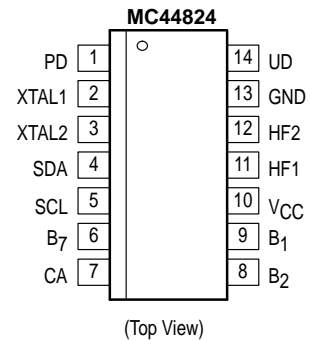 MC44824
PD 1 14 UD
XTAL1 2 13 GND
XTAL2 3 12 HF2
SDA 4 11 HF1
SCL 5 10 VCC
B7 6 9 B1
CA 7 8 B2
(Top View)